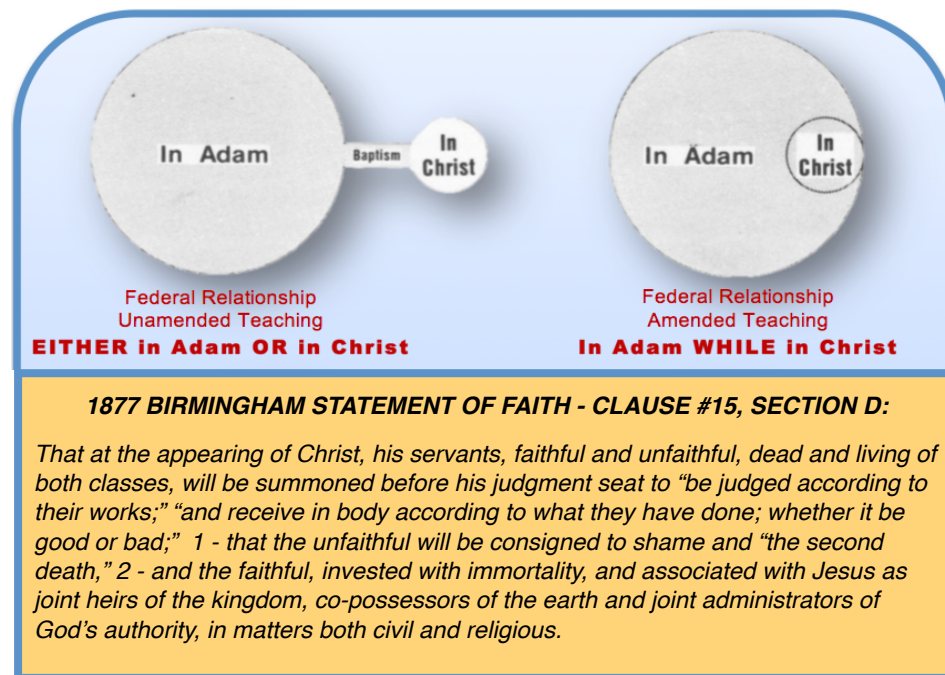 In Adam
Baptism
In
Christ
Federal Relationship
Unamended Teaching
EITHER in Adam OR in Christ
In Adam
In
Christ
Federal Relationship
Amended Teaching
In Adam WHILE in Christ
1877 BIRMINGHAM STATEMENT OF FAITH - CLAUSE #15, SECTION D:
That at the appearing of Christ, his servants, faithful and unfaithful, dead and living of
both classes, will be summoned before his judgment seat to “be judged according to
their works;” “and receive in body according to what they have done; whether it be
good or bad;”  1 - that the unfaithful will be consigned to shame and “the second
death,” 2 - and the faithful, invested with immortality, and associated with Jesus as
joint heirs of the kingdom, co-possessors of the earth and joint administrators of
God’s authority, in matters both civil and religious.